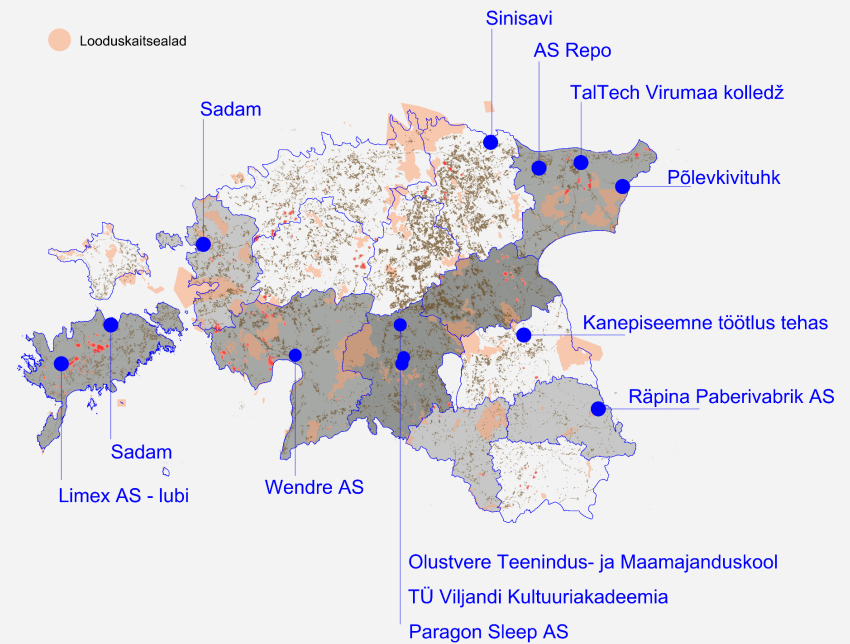 Sinisavi
Looduskaitsealad
AS Repo
TalTech Virumaa kolledž
Sadam
Põlevkivituhk
Kanepiseemne töötlus tehas
Räpina Paberivabrik AS
Sadam
Wendre AS
Limex AS - lubi
Olustvere Teenindus- ja Maamajanduskool
TÜ Viljandi Kultuuriakadeemia
Paragon Sleep AS